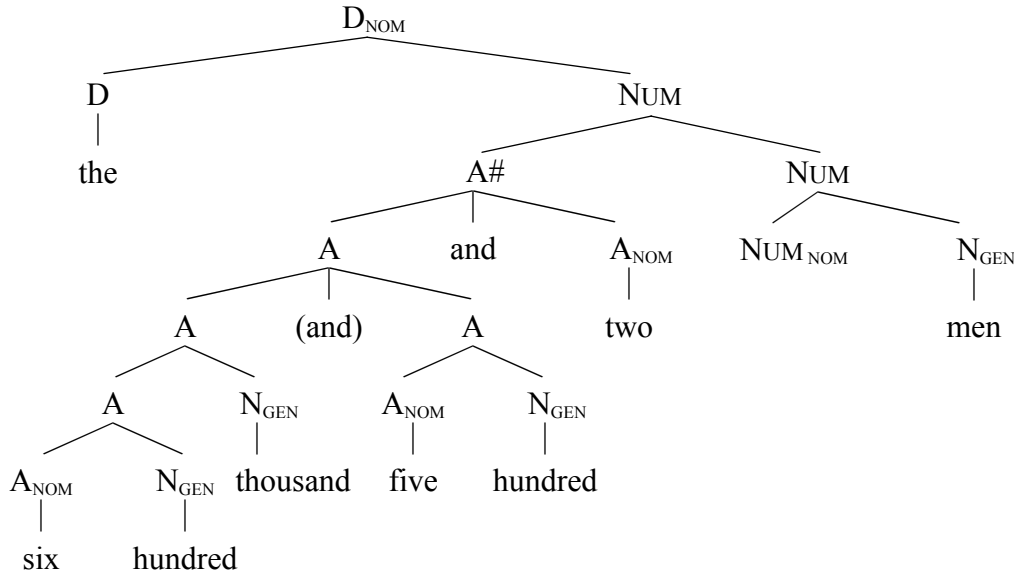 D_NOM
D NUM
the A# NUM
A and A_NOM NUM_NOM N_GEN
A (and) A two men
A N_GEN A_NOM N_GEN
A_NOM N_GEN thousand five hundred
six hundred